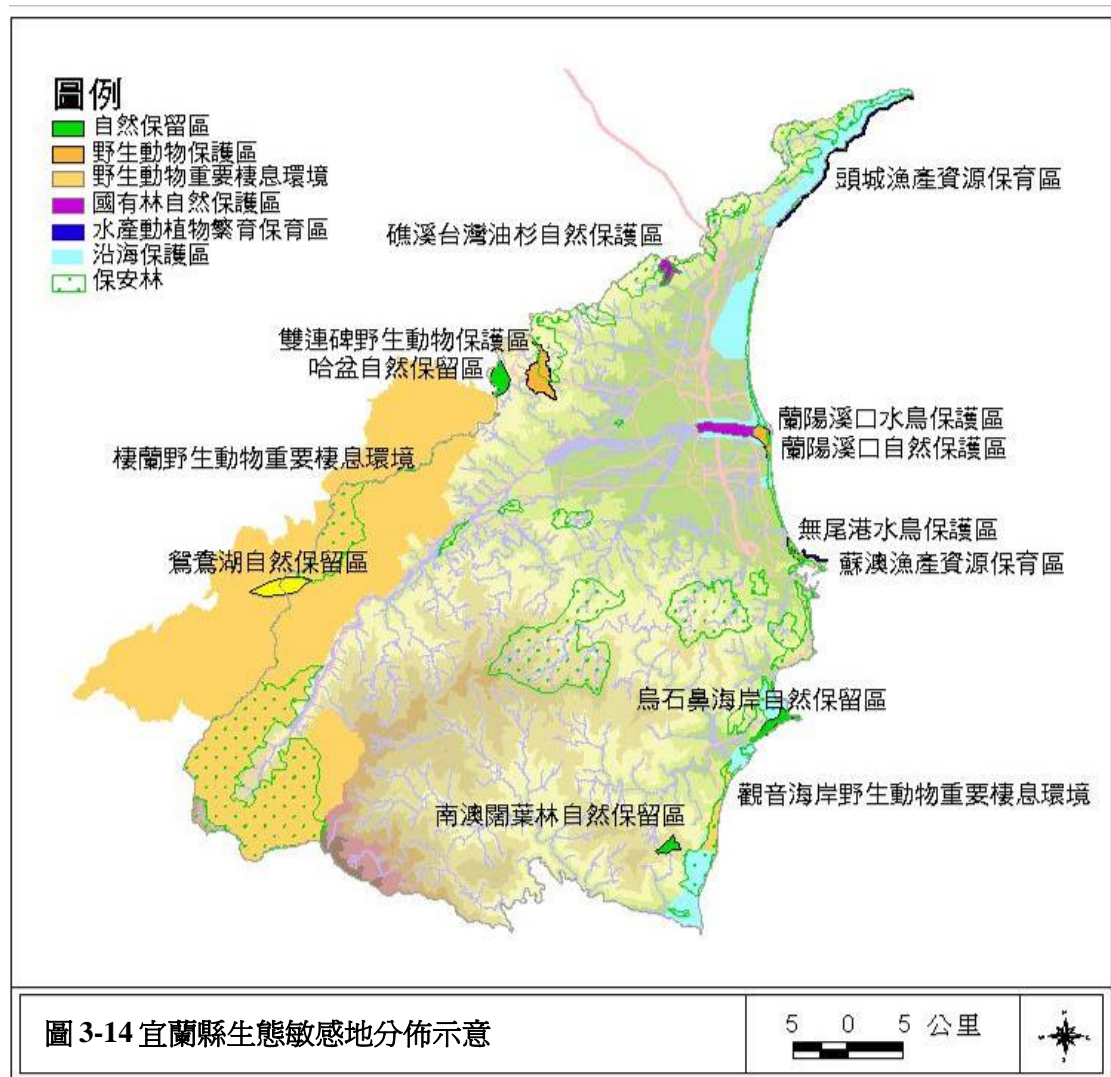 圖例
自然保留區
野生動物保護區
野生動物重要棲息環境
國有林自然保護區
水產動植物繁育保育區
沿海保護區
保安林
頭城漁產資源保育區
礁溪台灣油杉自然保護區
雙連碑野生動物保護區
哈盆自然保留區
蘭陽溪口水鳥保護區
蘭陽溪口自然保護區
棲蘭野生動物重要棲息環境
無尾港水鳥保護區
蘇澳漁產資源保育區
鴛鴦湖自然保留區
烏石鼻海岸自然保留區
觀音海岸野生動物重要棲息環境
南澳闊葉林自然保留區
圖 3-14 宜蘭縣生態敏感地分佈示意
5 0 5 公里